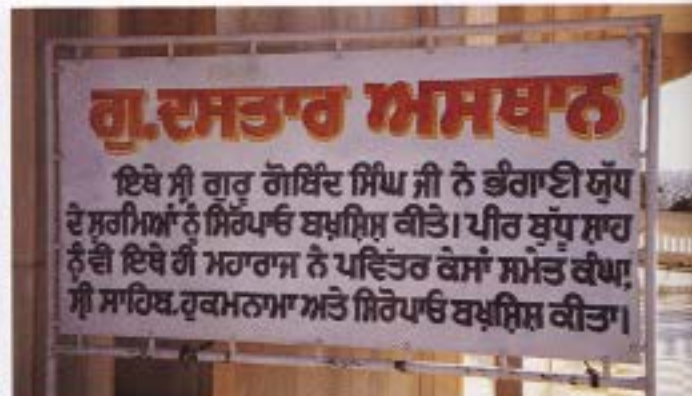 ਗੁ.ਦਸਤਾਰ ਅਸਥਾਨ
ਇਥੇ ਸ੍ਰੀ ਗੁਰੂ ਗੋਬਿੰਦ ਸਿੰਘ ਜੀ ਨੇ ਭੰਗਾਣੀ ਯੁੱਧ
ਦੇ ਸੂਰਮਿਆਂ ਨੂੰ ਸਿਰੋਪਾਓ ਬਖ਼ਸ਼ਿਸ਼ ਕੀਤੇ। ਪੀਰ ਬੁੱਧੂ ਸ਼ਾਹ
ਨੂੰ ਵੀ ਇਥੇ ਹੀ ਮਹਾਰਾਜ ਨੇ ਪਵਿੱਤਰ ਕੇਸਾਂ ਸਮੇਤ ਕੰਘਾ,
ਸ੍ਰੀ ਸਾਹਿਬ.ਹੁਕਮਨਾਮਾ ਅਤੇ ਸਿਰੋਪਾਓ ਬਖ਼ਸ਼ਿਸ਼ ਕੀਤਾ।